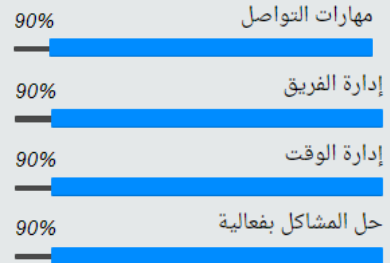 مهارات التواصل 90%
إدارة الفريق 90%
إدارة الوقت 90%
حل المشاكل بفعالية 90%